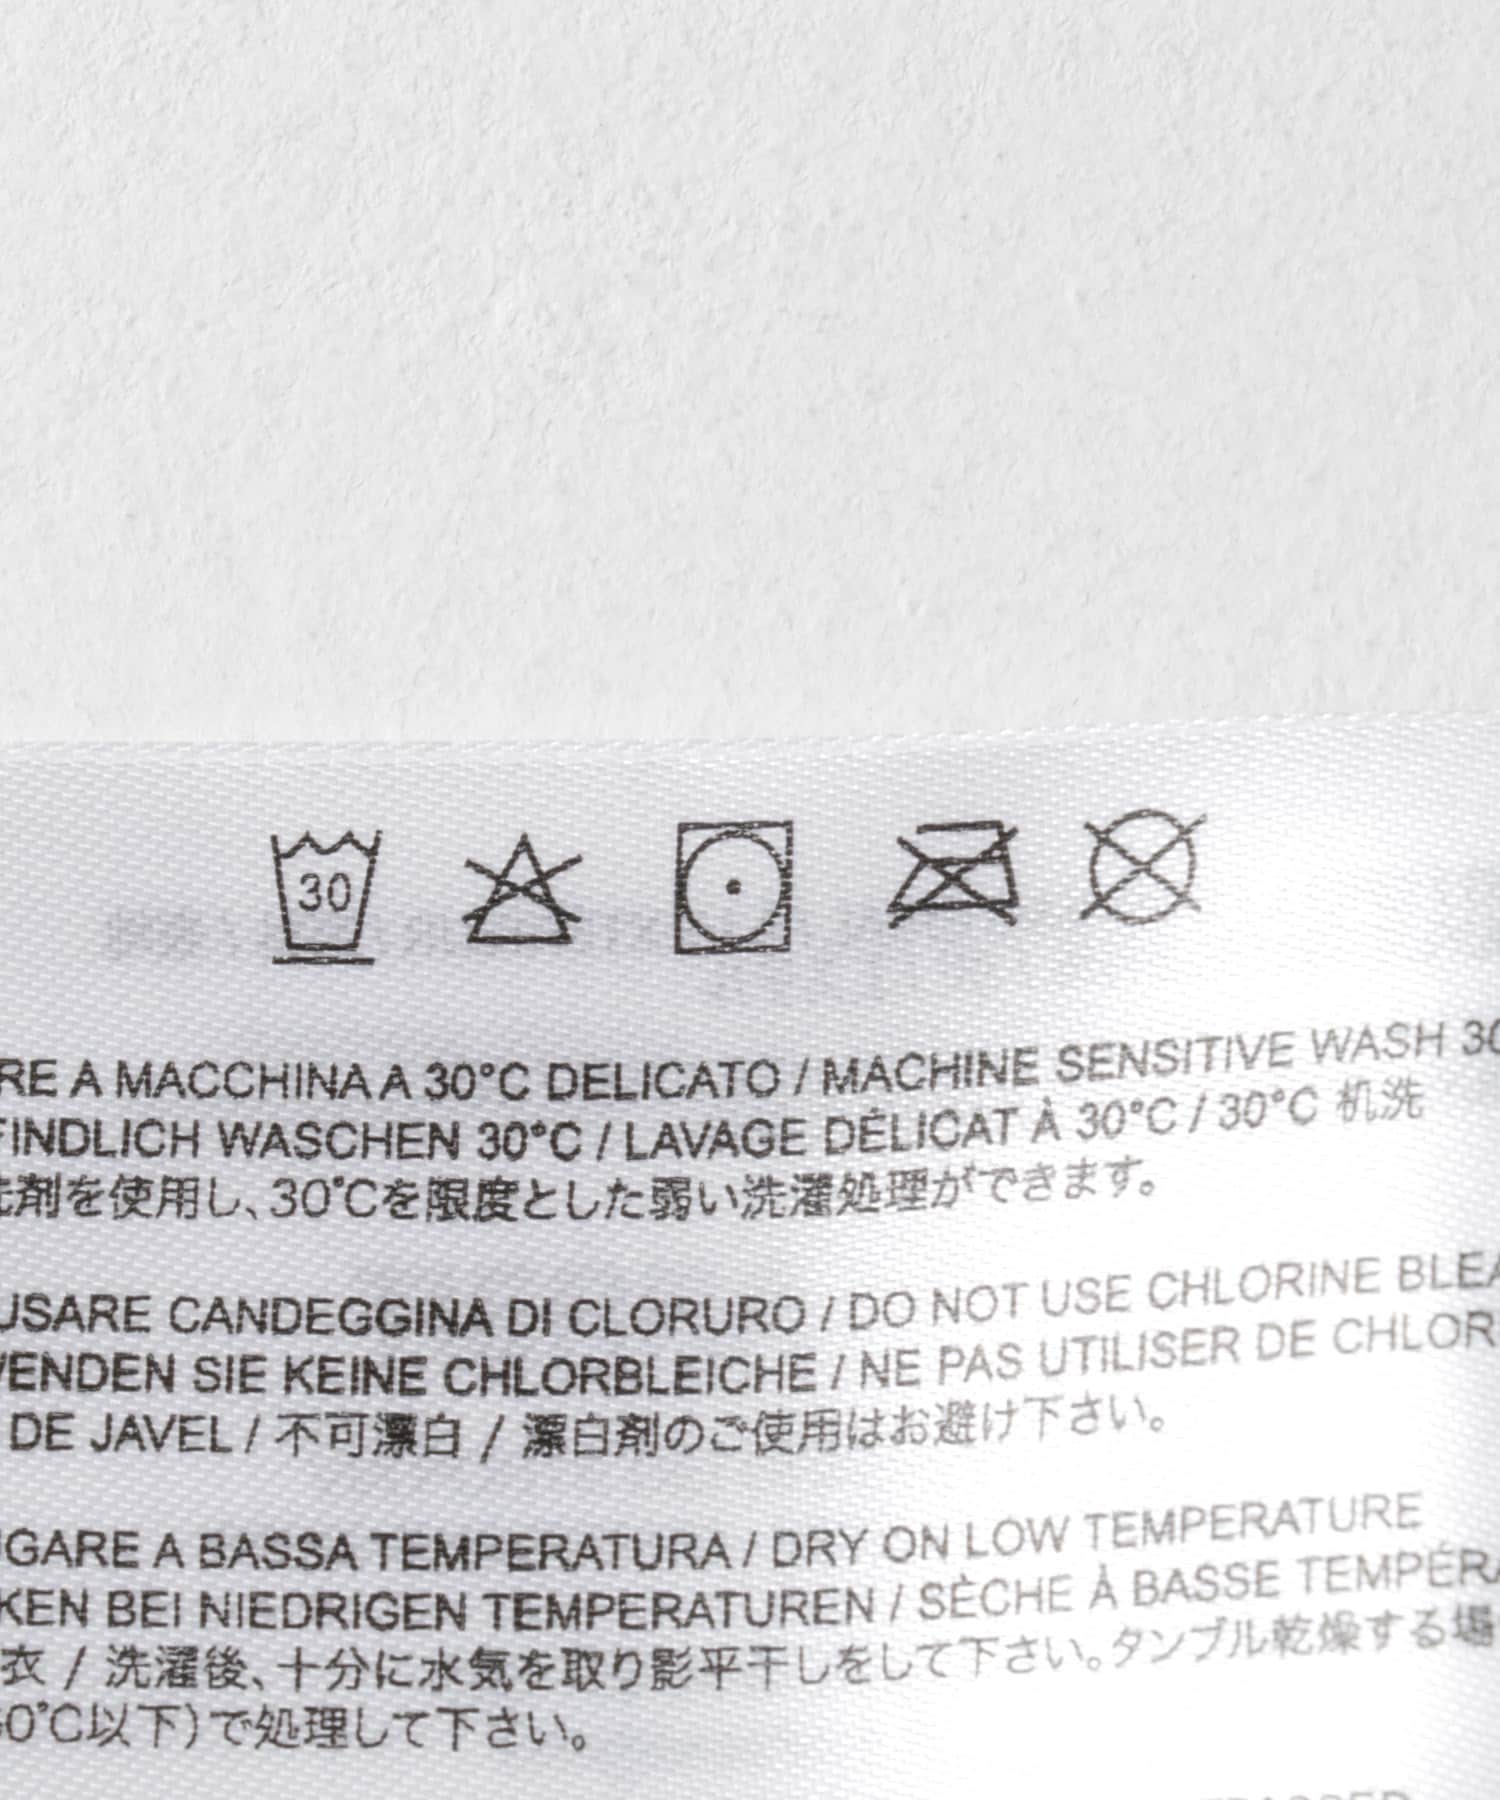 30
RE A MACCHINA A 30°C DELICATO / MACHINE SENSITIVE WASH 30
FINDLICH WASCHEN 30°C / LAVAGE DÉLICAT À 30°C / 30°C 机洗
洗剤を使用し、30℃を限度とした弱い洗濯処理ができます。
USARE CANDEGGINA DI CLORURO / DO NOT USE CHLORINE BLEA
WENDEN SIE KEINE CHLORBLEICHE / NE PAS UTILISER DE CHLOR
DE JAVEL / 不可漂白 / 漂白剤のご使用はお避け下さい。
GARE A BASSA TEMPERATURA / DRY ON LOW TEMPERATURE
KEN BEI NIEDRIGEN TEMPERATUREN / SÈCHE À BASSE TEMPÉRA
衣 / 洗濯後、十分に水気を取り影平干しをして下さい。タンブル乾燥する場
60℃以下)で処理して下さい。